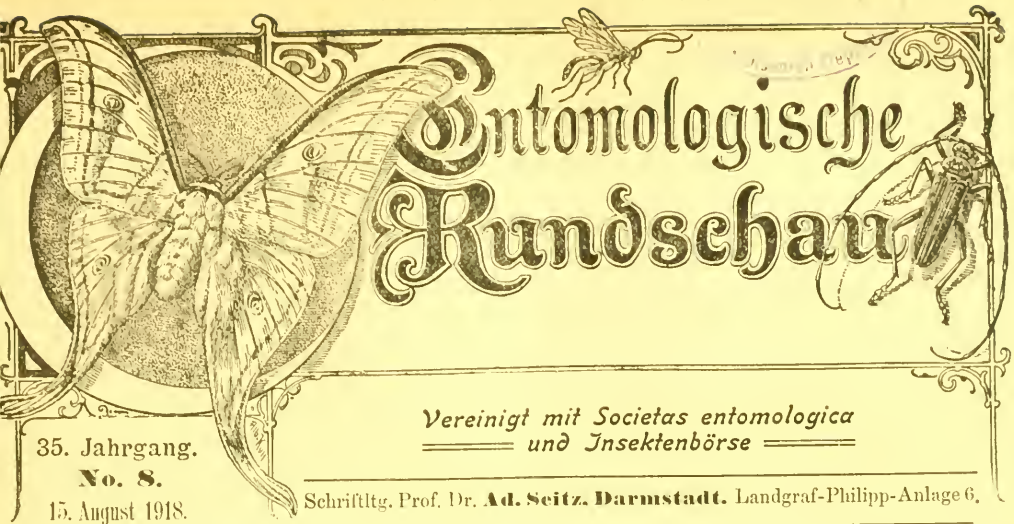 Entomologische
Rundschau
Vereinigt mit Societas entomologica
und Insektenbörse
35. Jahrgang.
No. 8.
15. August 1918.
Schriftltg. Prof. Dr. Ad. Seitz, Darmstadt, Landgraf-Philipp-Anlage 6.